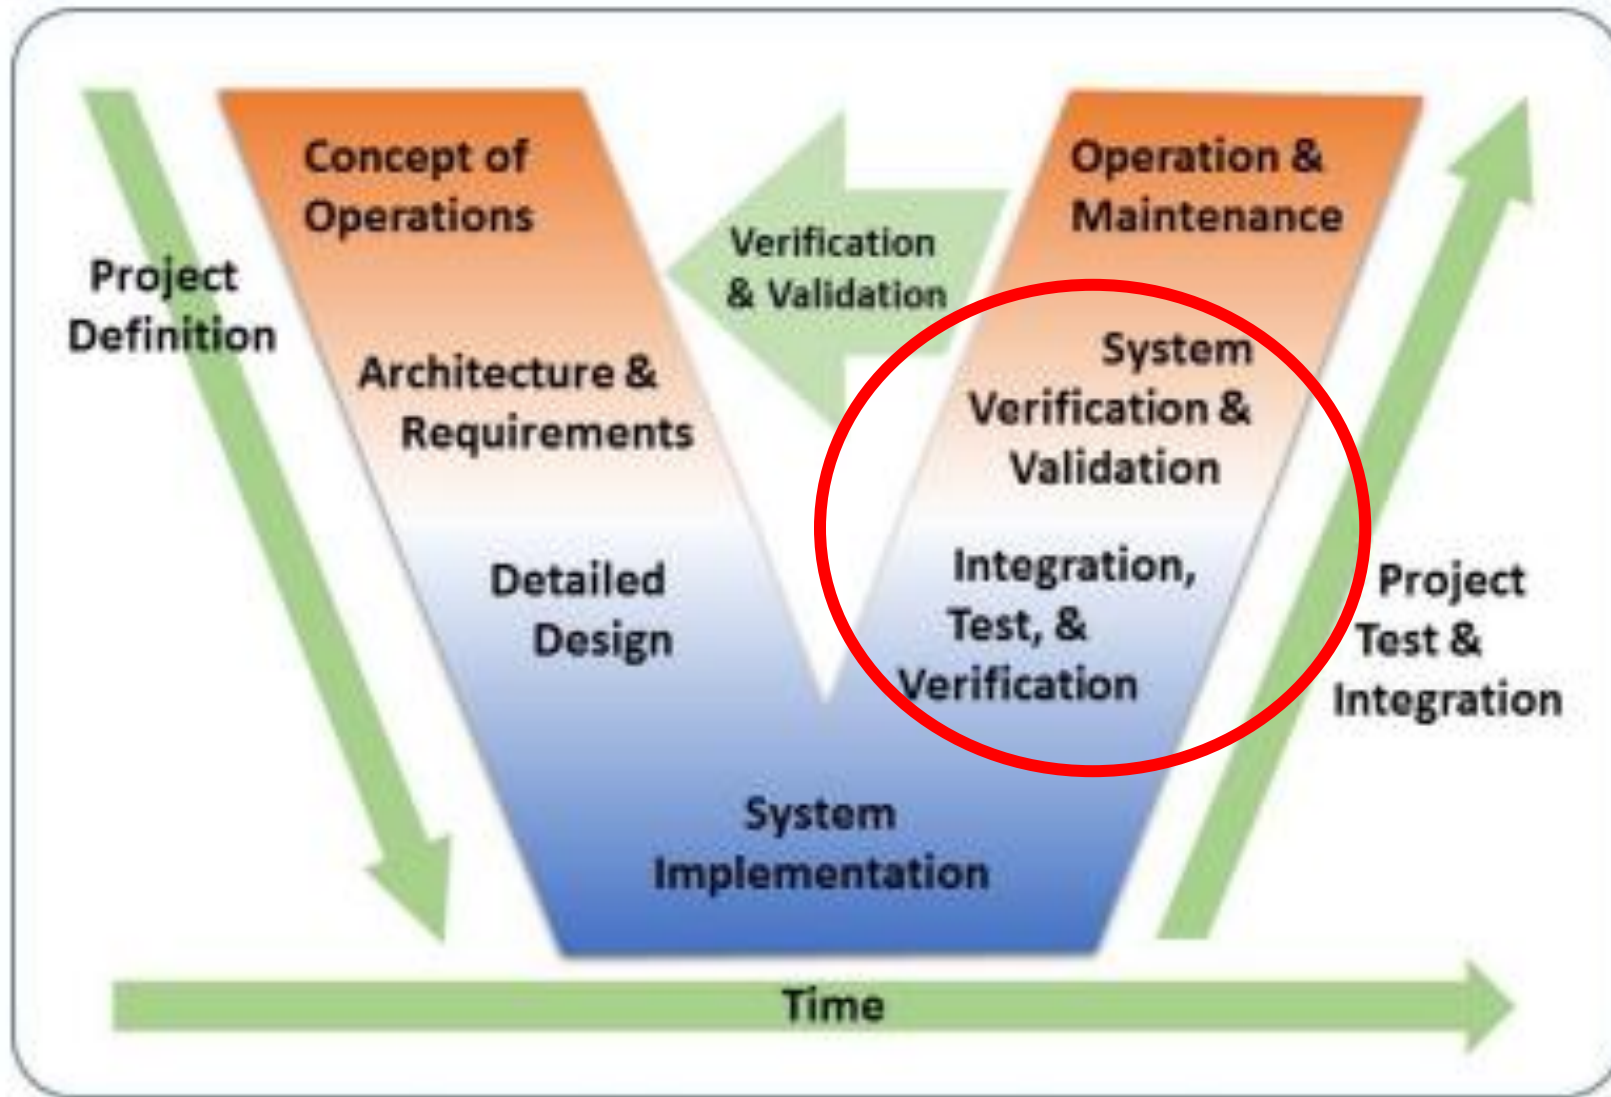 Concept of
Operations
Operation &
Maintenance
Verification
& Validation
Project
Definition
Architecture &
Requirements
System
Verification &
Validation
Detailed
Design
Integration,
Test, &
Verification
Project
Test &
Integration
System
Implementation
Time